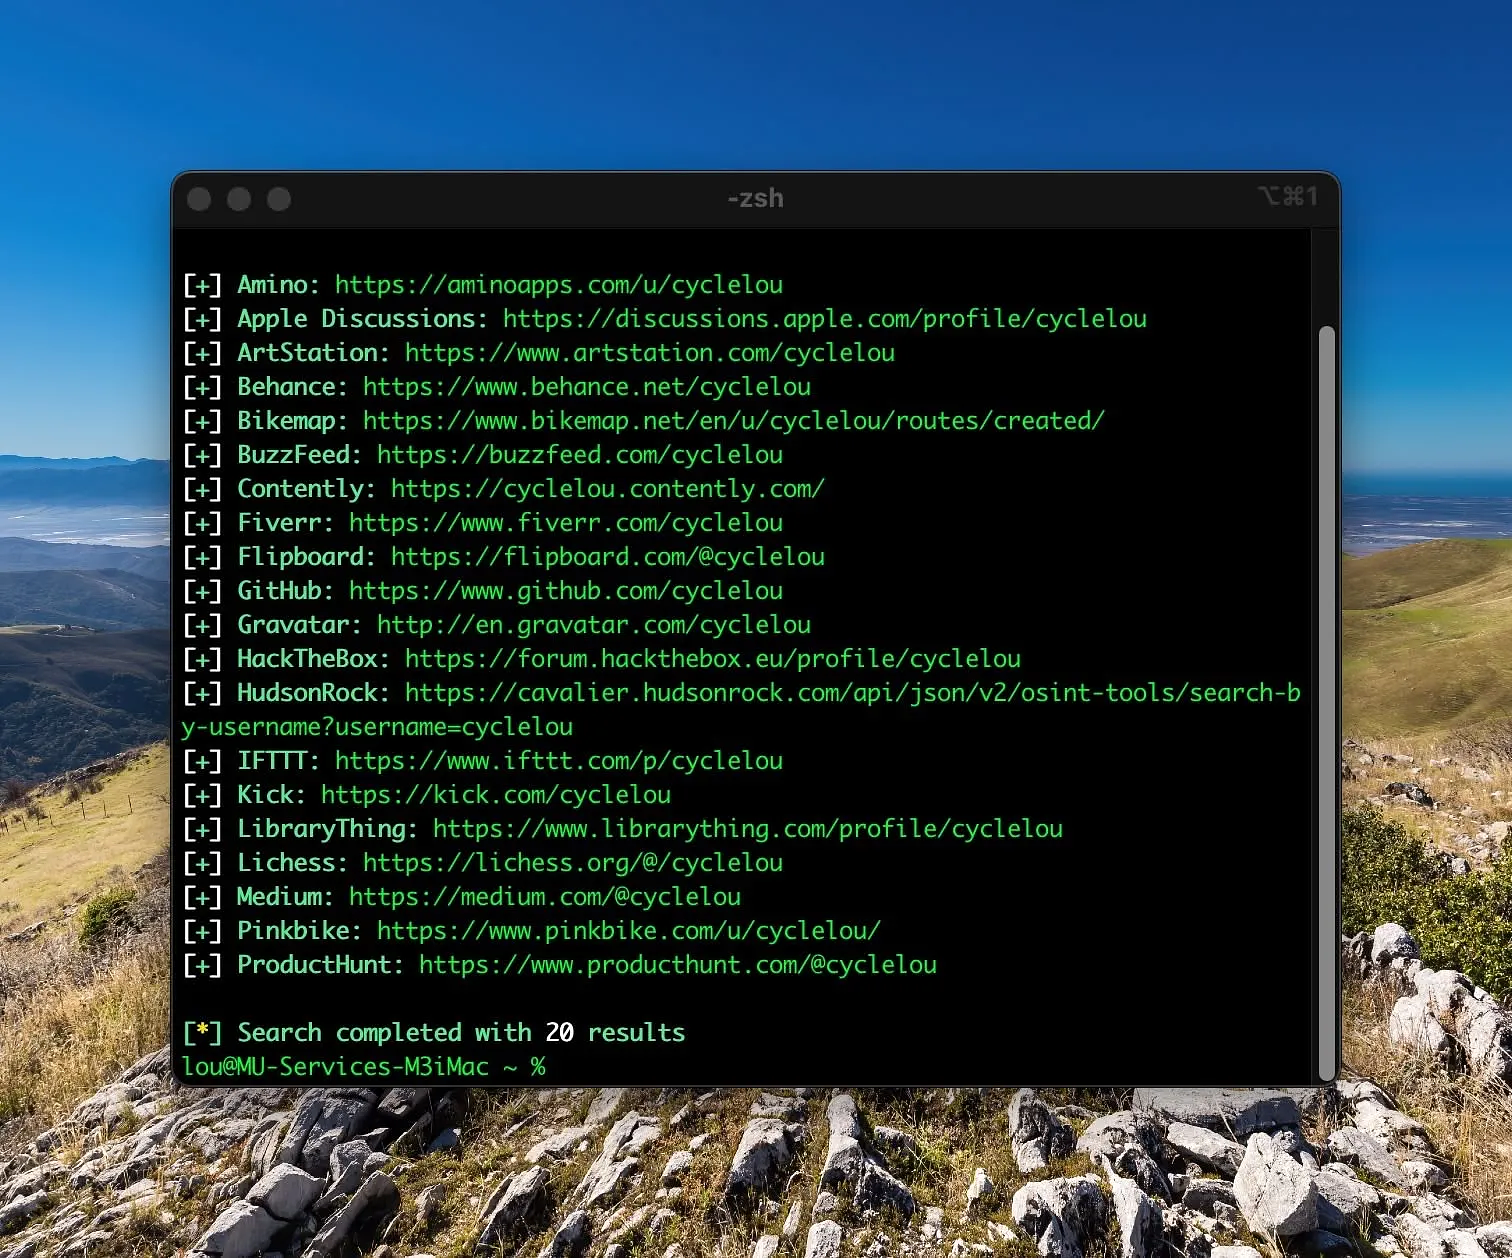 -zsh
⌥⌘1
[+] Amino: https://aminoapps.com/u/cyclelou
[+] Apple Discussions: https://discussions.apple.com/profile/cyclelou
[+] ArtStation: https://www.artstation.com/cyclelou
[+] Behance: https://www.behance.net/cyclelou
[+] Bikemap: https://www.bikemap.net/en/u/cyclelou/routes/created/
[+] BuzzFeed: https://buzzfeed.com/cyclelou
[+] Contently: https://cyclelou.contently.com/
[+] Fiverr: https://www.fiverr.com/cyclelou
[+] Flipboard: https://flipboard.com/@cyclelou
[+] GitHub: https://www.github.com/cyclelou
[+] Gravatar: http://en.gravatar.com/cyclelou
[+] HackTheBox: https://forum.hackthebox.eu/profile/cyclelou
[+] HudsonRock: https://cavalier.hudsonrock.com/api/json/v2/osint-tools/search-b
y-username?username=cyclelou
[+] IFTTT: https://www.ifttt.com/p/cyclelou
[+] Kick: https://kick.com/cyclelou
[+] LibraryThing: https://www.librarything.com/profile/cyclelou
[+] Lichess: https://lichess.org/@/cyclelou
[+] Medium: https://medium.com/@cyclelou
[+] Pinkbike: https://www.pinkbike.com/u/cyclelou/
[+] ProductHunt: https://www.producthunt.com/@cyclelou
[*] Search completed with 20 results
lou@MU-Services-M3iMac ~ %